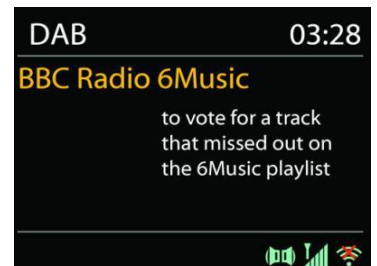 DAB 03:28
BBC Radio 6Music
to vote for a track
that missed out on
the 6Music playlist